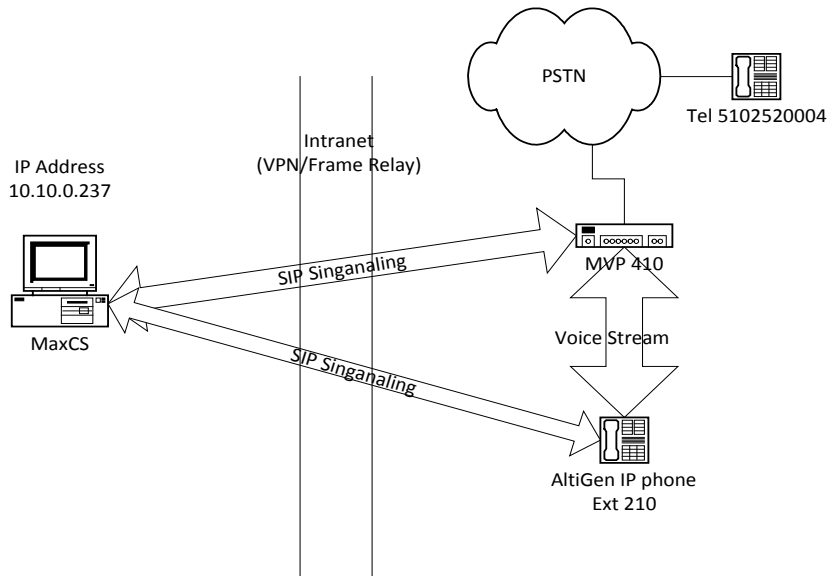 PSTN
Tel 5102520004
Intranet
(VPN/Frame Relay)
IP Address
10.10.0.237
SIP Singanaling
MVP 410
MaxCS
Voice Stream
SIP Singanaling
AltiGen IP phone
Ext 210